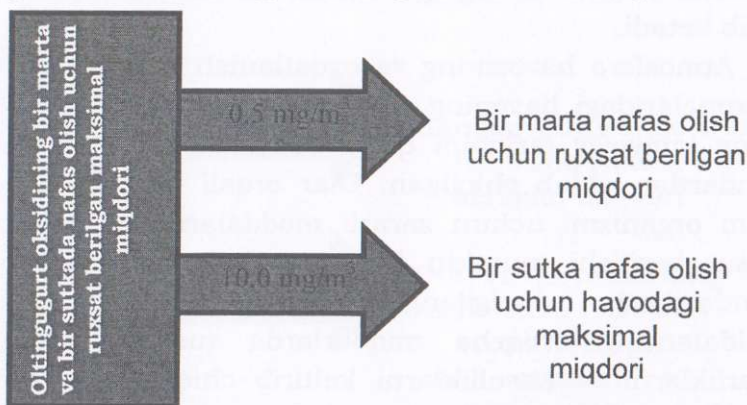 Oltingugurt oksidining bir marta
va bir sutkada nafas olish uchun
ruxsat berilgan maksimal
miqdori
0,5 mg/m³
Bir marta nafas olish
uchun ruxsat berilgan
miqdori
10,0 mg/m³
Bir sutka nafas olish
uchun havodagi
maksimal
miqdori